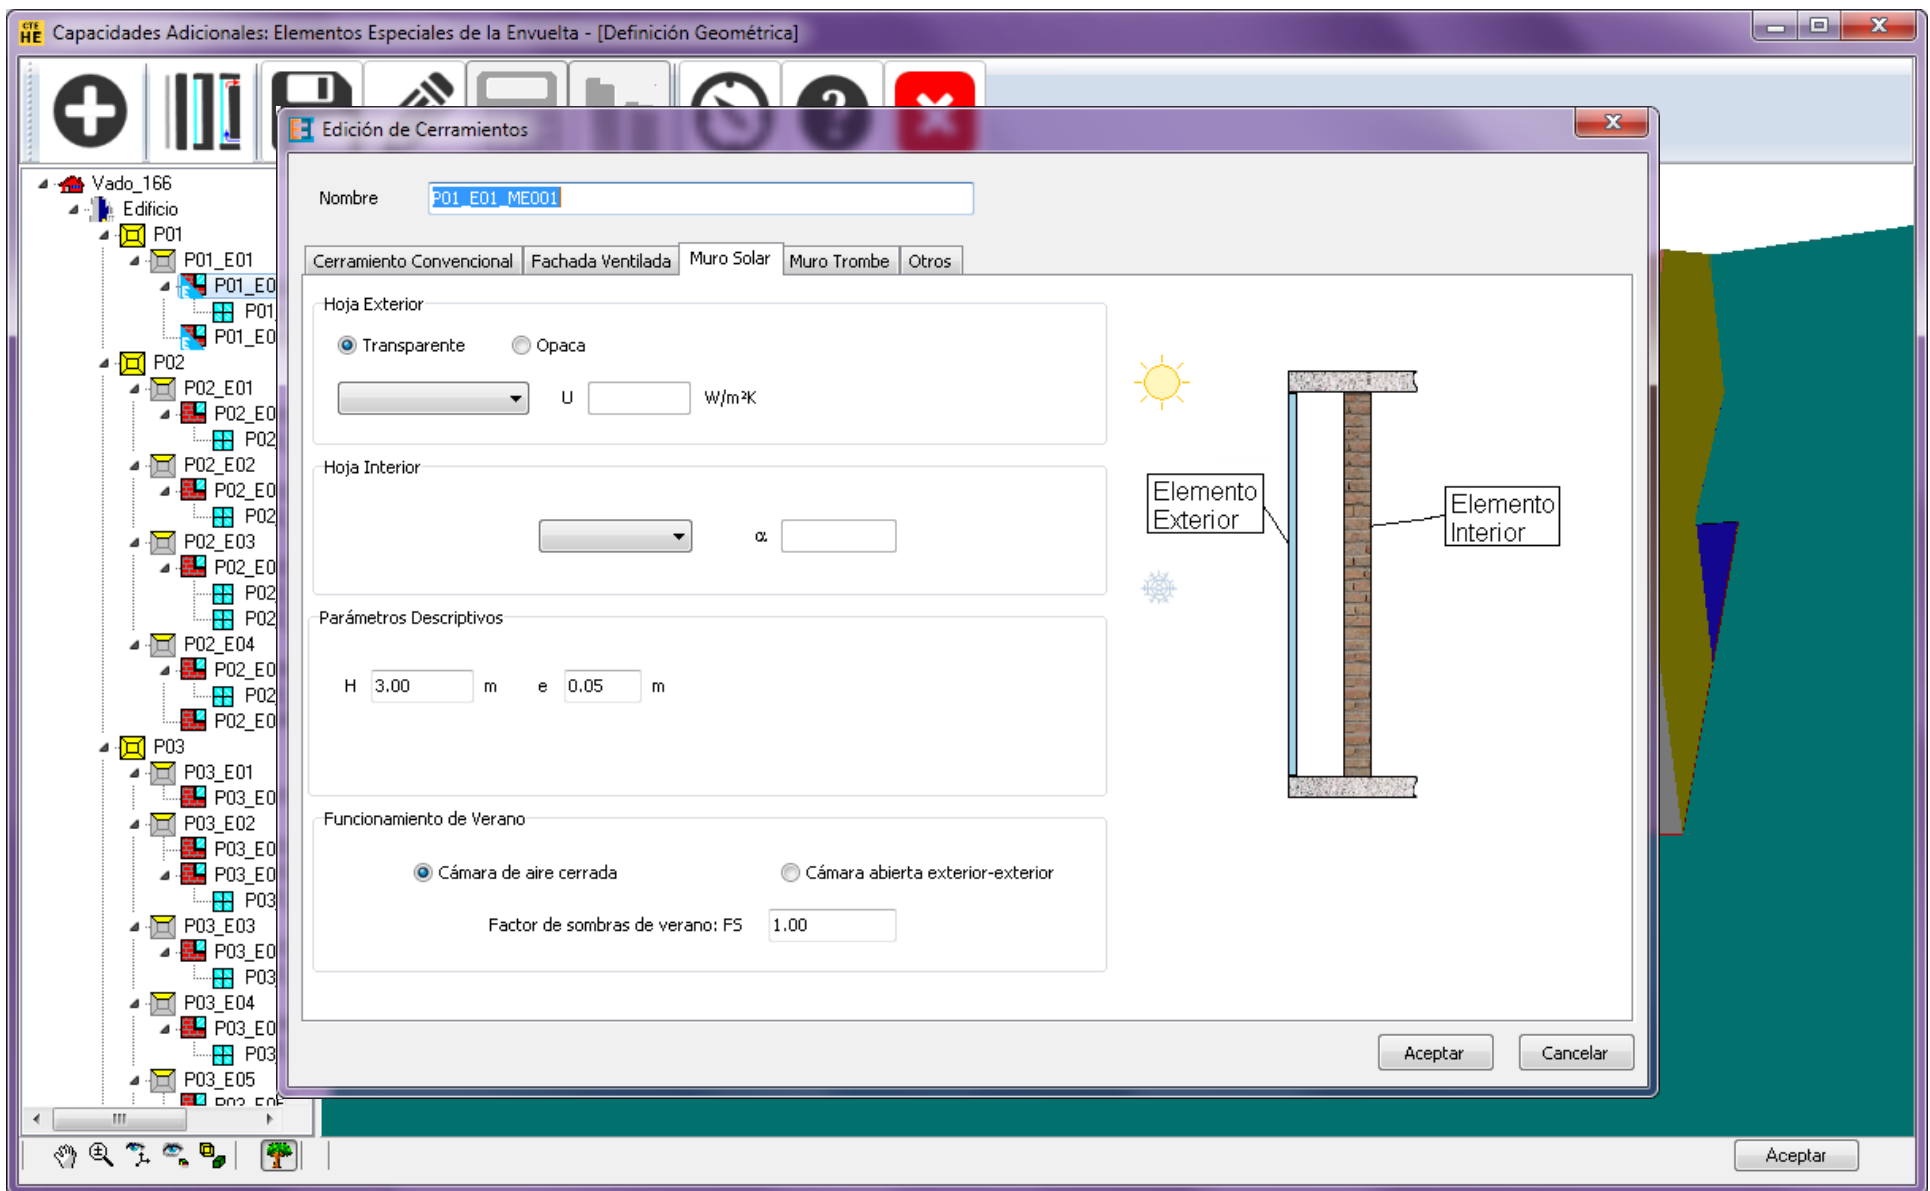 CTE
HE Capacidades Adicionales: Elementos Especiales de la Envuelta - [Definición Geométrica]
Edición de Cerramientos
Nombre P01_E01_ME001
Cerramiento Convencional Fachada Ventilada Muro Solar Muro Trombe Otros
Hoja Exterior
Transparente Opaca
U W/m²K
Hoja Interior
α
Parámetros Descriptivos
H 3.00 m e 0.05 m
Funcionamiento de Verano
Cámara de aire cerrada Cámara abierta exterior-exterior
Factor de sombras de verano: FS 1.00
Elemento
Exterior
Elemento
Interior
Aceptar Cancelar
Vado_166
Edificio
P01
P01_E01
P01_E0
P01
P01_E0
P02
P02_E01
P02_E0
P02
P02_E02
P02_E0
P02
P02_E03
P02_E0
P02
P02
P02_E04
P02_E0
P02
P02_E0
P03
P03_E01
P03_E0
P03_E02
P03_E0
P03_E0
P03
P03_E03
P03_E0
P03
P03_E04
P03_E0
P03
P03_E05
Aceptar